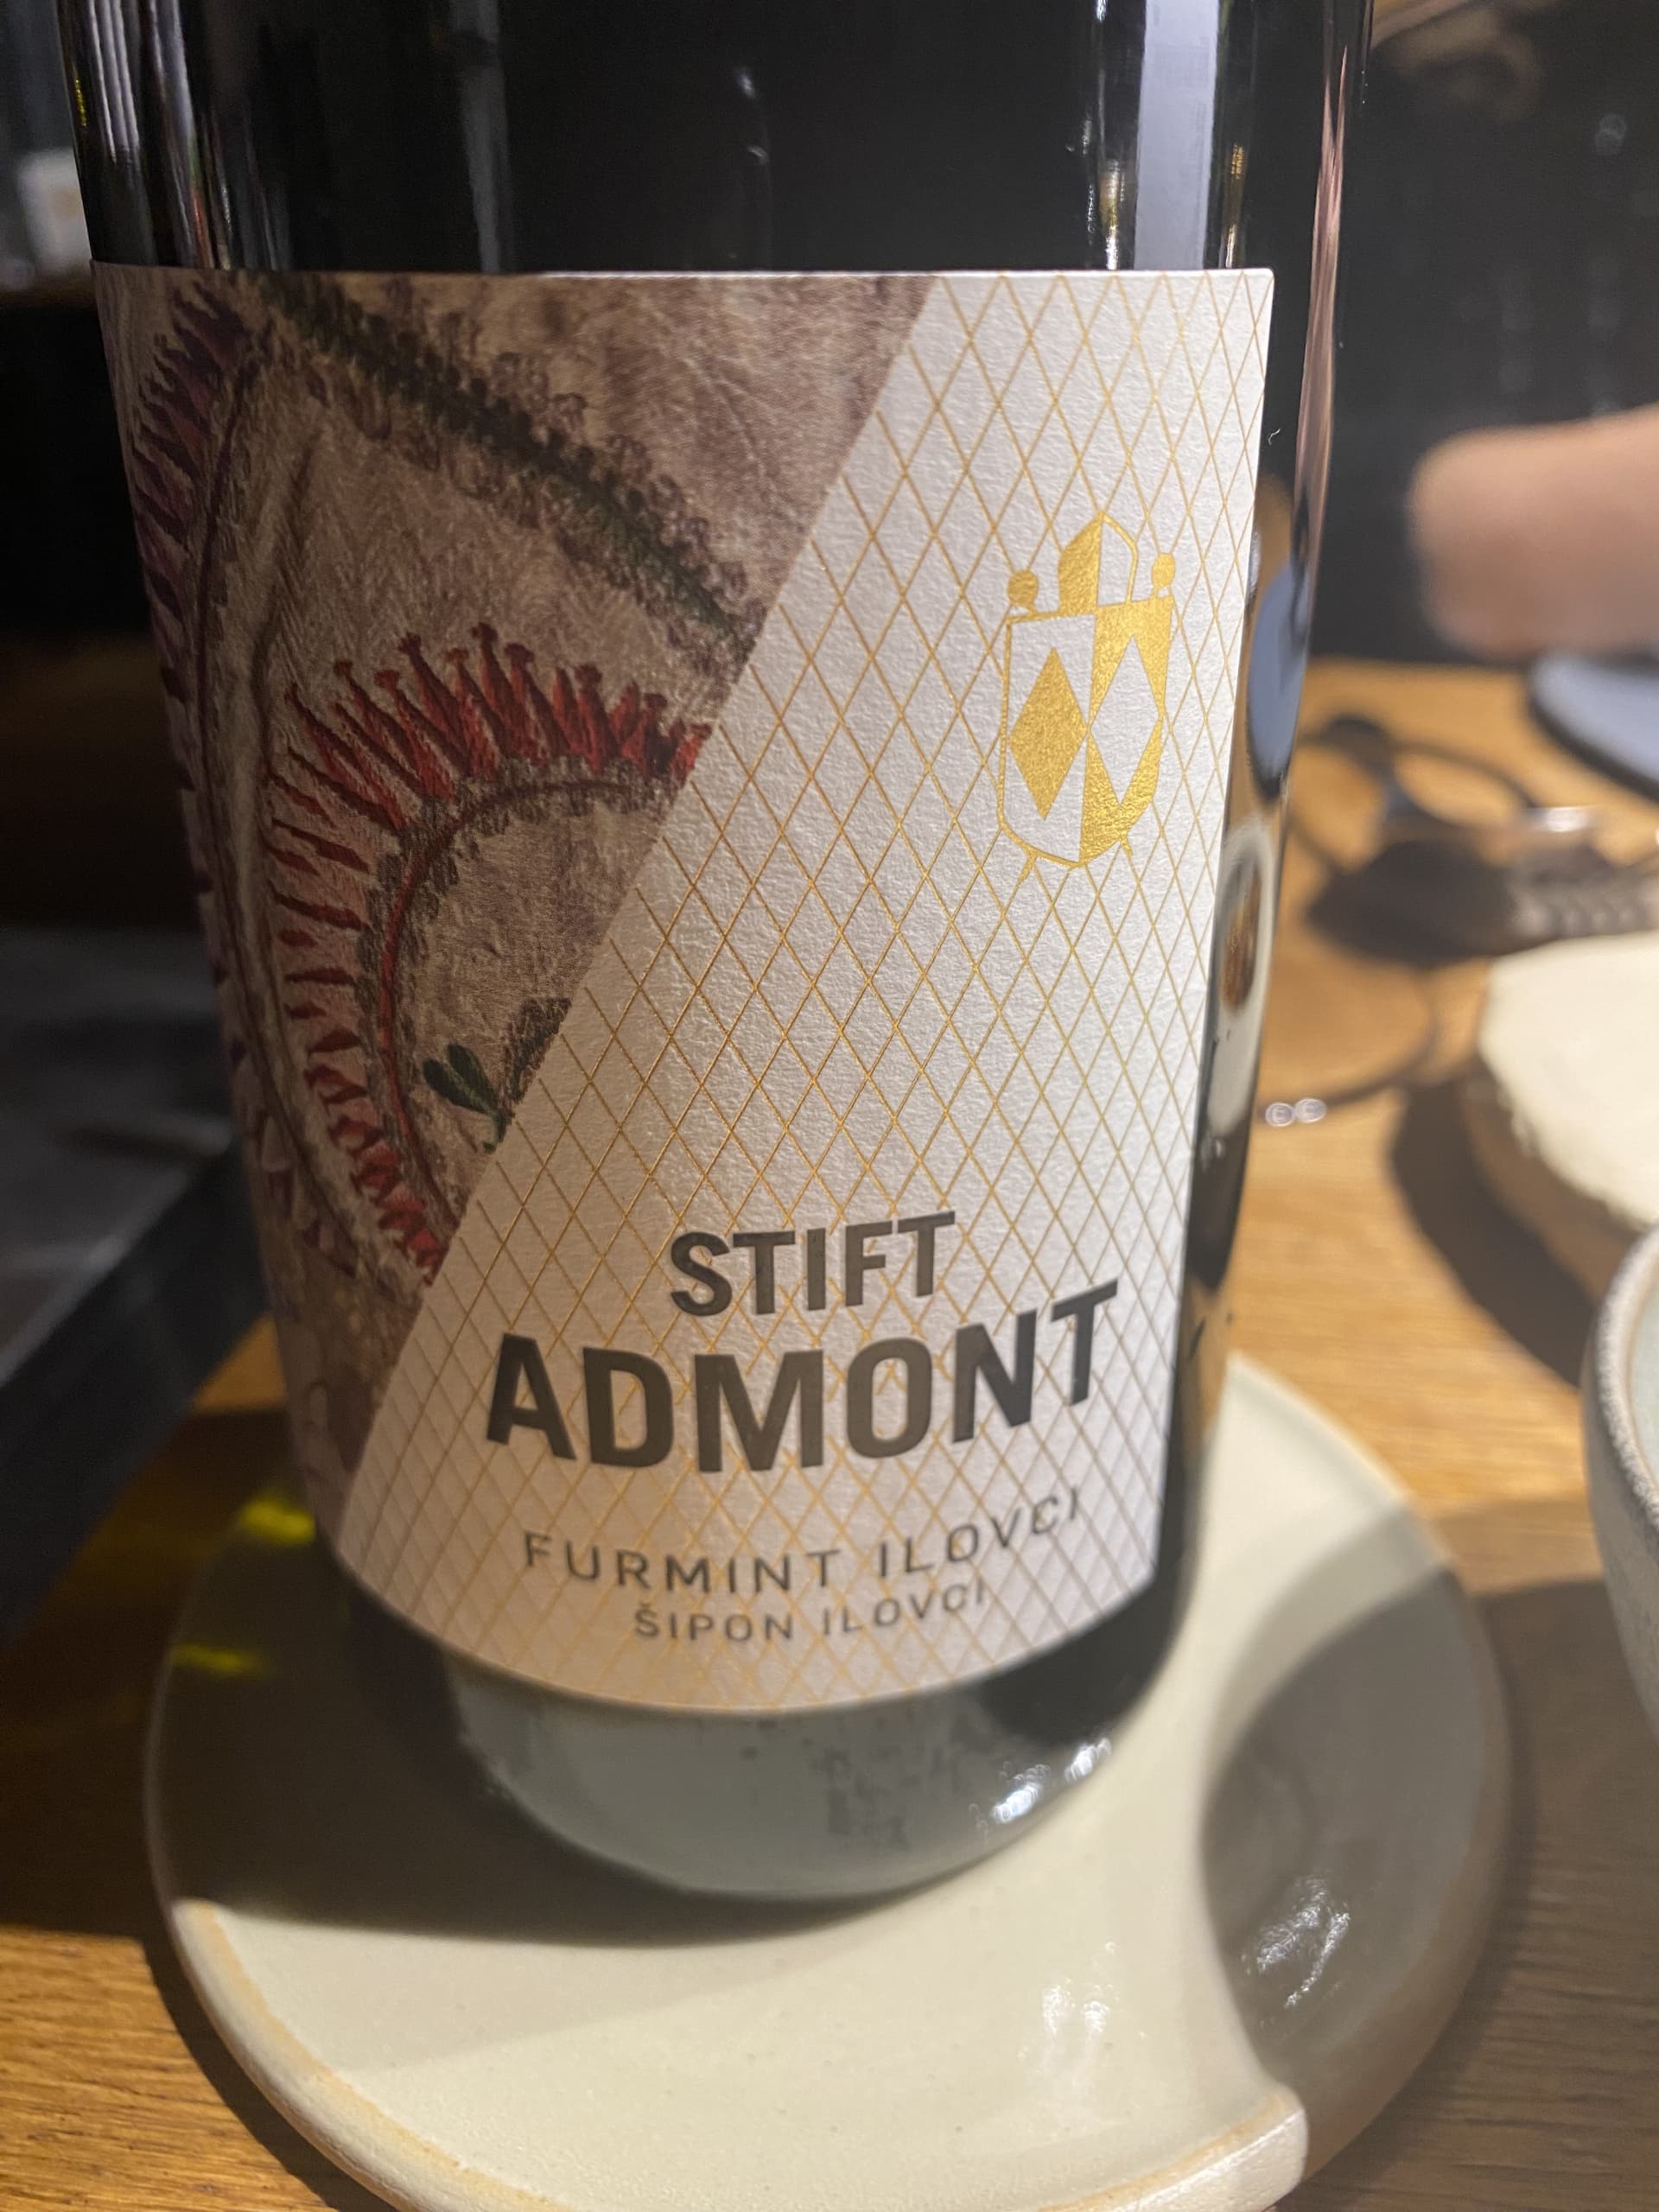 STIFT
ADMONT
FURMINT ILOVCI
ŠIPON ILOVCI